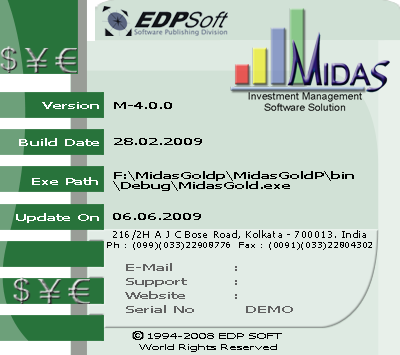 EDPSoft
Software Publishing Division
$ ¥ €
MIDAS
Investment Management
Software Solution
Version M-4.0.0
Build Date 28.02.2009
Exe Path F:\MidasGoldp\MidasGoldP\bin
\Debug\MidasGold.exe
Update On 06.06.2009
216/2H A J C Bose Road, Kolkata - 700013. India
Ph : (099)(033)22908776 Fax : (0091)(033)22804302
E-Mail :
Support :
Website :
Serial No DEMO
$ ¥ €
© 1994-2008 EDP SOFT
World Rights Reserved